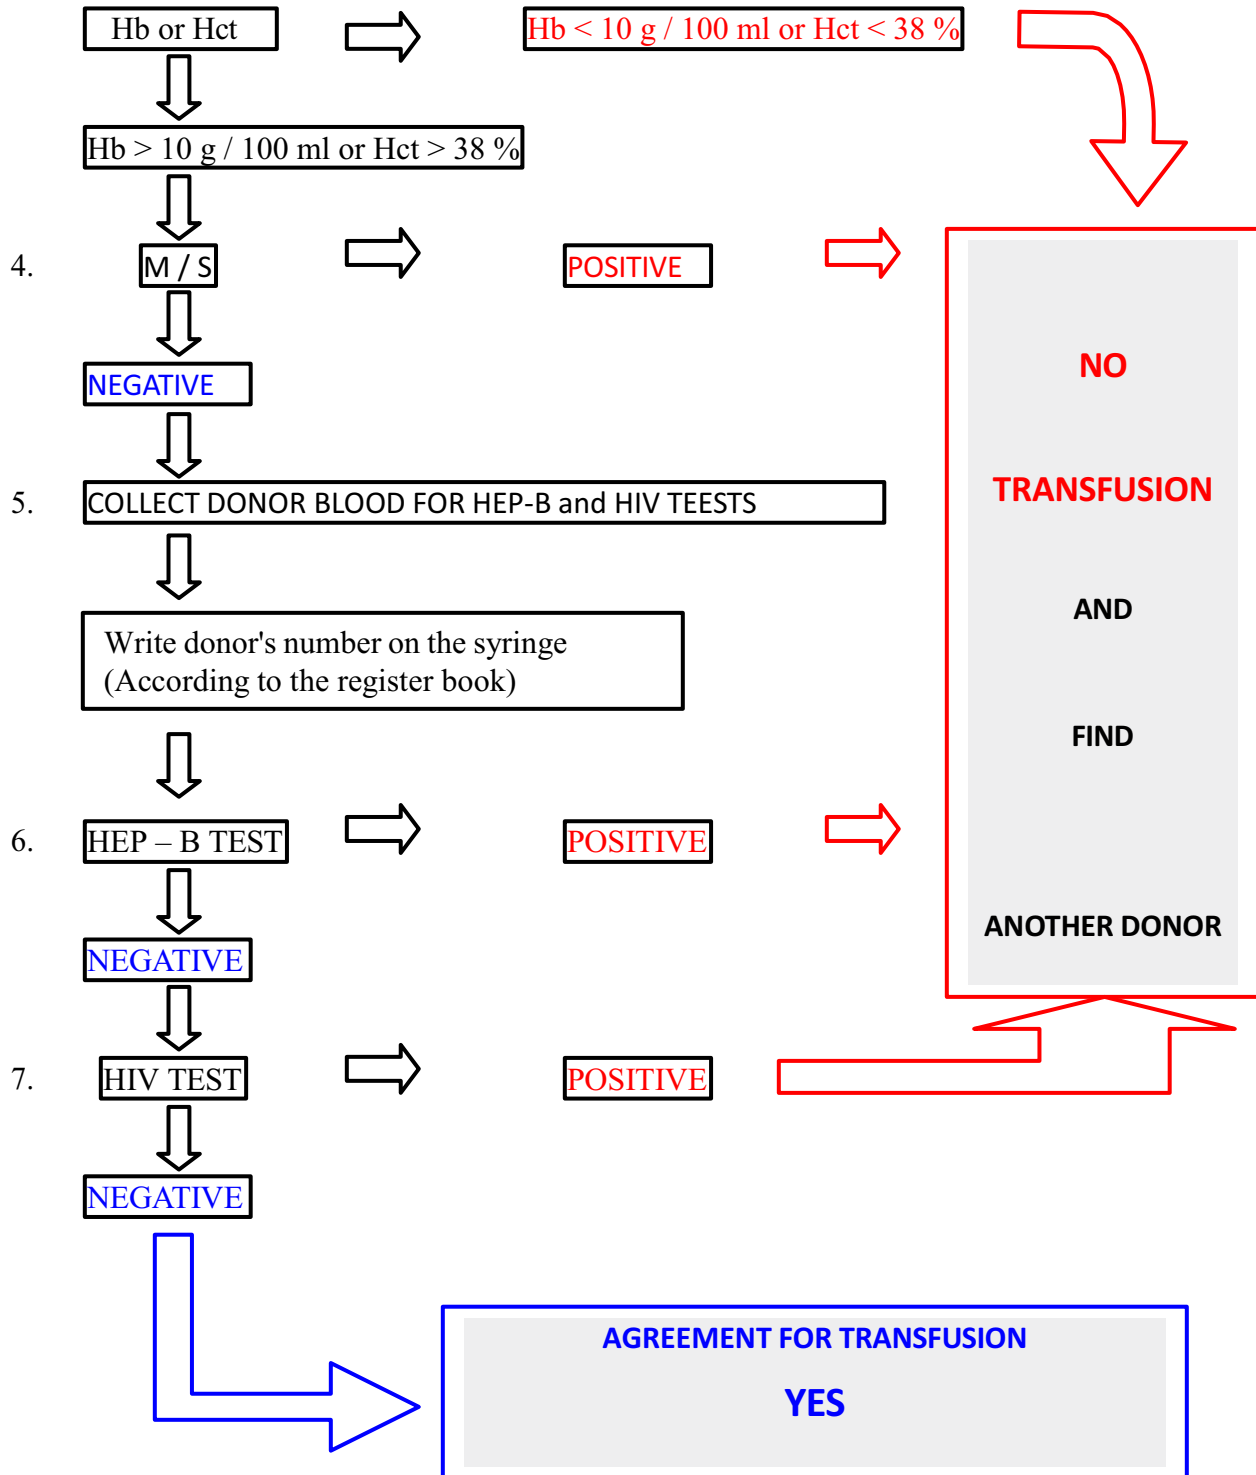 Hb or Hct
Hb < 10 g / 100 ml or Hct < 38 %
Hb > 10 g / 100 ml or Hct > 38 %
4.
M / S
POSITIVE
NEGATIVE
5.
COLLECT DONOR BLOOD FOR HEP-B and HIV TEESTS
Write donor's number on the syringe
(According to the register book)
6.
HEP – B TEST
POSITIVE
NEGATIVE
7.
HIV TEST
POSITIVE
NEGATIVE
NO
TRANSFUSION
AND
FIND
ANOTHER DONOR
AGREEMENT FOR TRANSFUSION
YES